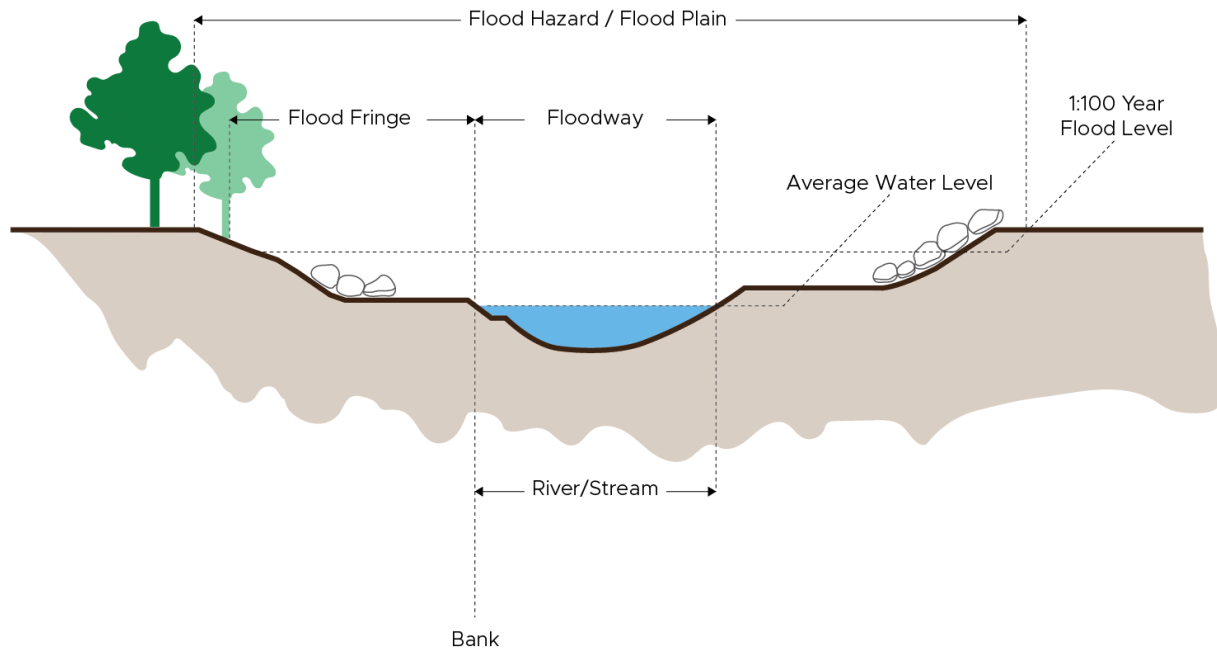 Flood Hazard / Flood Plain
Flood Fringe
Floodway
1:100 Year
Flood Level
Average Water Level
River/Stream
Bank